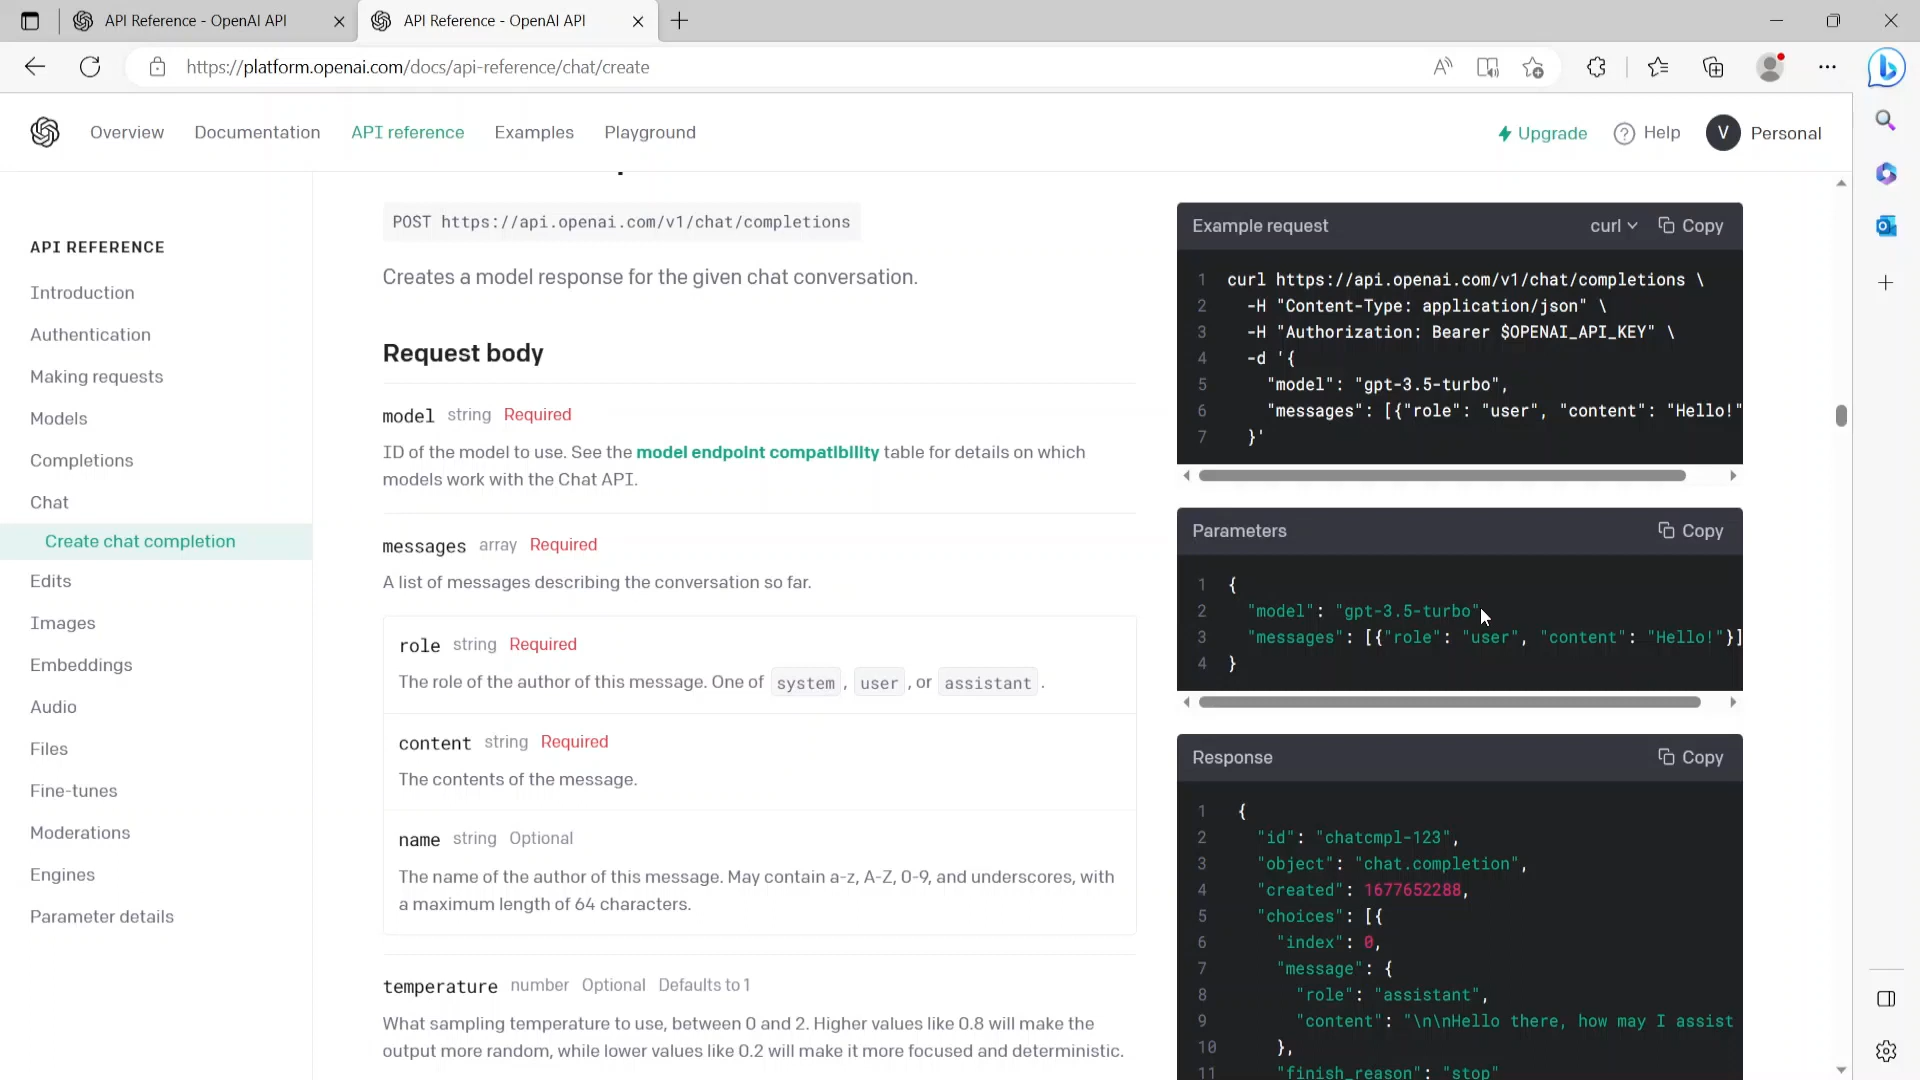 API Reference - OpenAI API
API Reference - OpenAI API
https://platform.openai.com/docs/api-reference/chat/create
Overview
Documentation
API reference
Examples
Playground
Upgrade
Help
V
Personal
API REFERENCE
Introduction
Authentication
Making requests
Models
Completions
Chat
Create chat completion
Edits
Images
Embeddings
Audio
Files
Fine-tunes
Moderations
Engines
Parameter details
POST https://api.openai.com/v1/chat/completions
Creates a model response for the given chat conversation.
Request body
model string Required
ID of the model to use. See the model endpoint compatibility table for details on which
models work with the Chat API.
messages array Required
A list of messages describing the conversation so far.
role string Required
The role of the author of this message. One of system, user, or assistant.
content string Required
The contents of the message.
name string Optional
The name of the author of this message. May contain a-z, A-Z, 0-9, and underscores, with
a maximum length of 64 characters.
temperature number Optional Defaults to 1
What sampling temperature to use, between 0 and 2. Higher values like 0.8 will make the
output more random, while lower values like 0.2 will make it more focused and deterministic.
Example request
curl
Copy
1 curl https://api.openai.com/v1/chat/completions \
2 -H "Content-Type: application/json" \
3 -H "Authorization: Bearer $OPENAI_API_KEY" \
4 -d '{
5 "model": "gpt-3.5-turbo",
6 "messages": [{"role": "user", "content": "Hello!"
7 }'
Parameters
Copy
1 {
2 "model": "gpt-3.5-turbo"
3 "messages": [{"role": "user", "content": "Hello!"}]
4 }
Response
Copy
1 {
2 "id": "chatcmpl-123",
3 "object": "chat.completion",
4 "created": 1677652288,
5 "choices": [{
6 "index": 0,
7 "message": {
8 "role": "assistant",
9 "content": "\n\nHello there, how may I assist
10 },
11 "finish_reason": "stop"